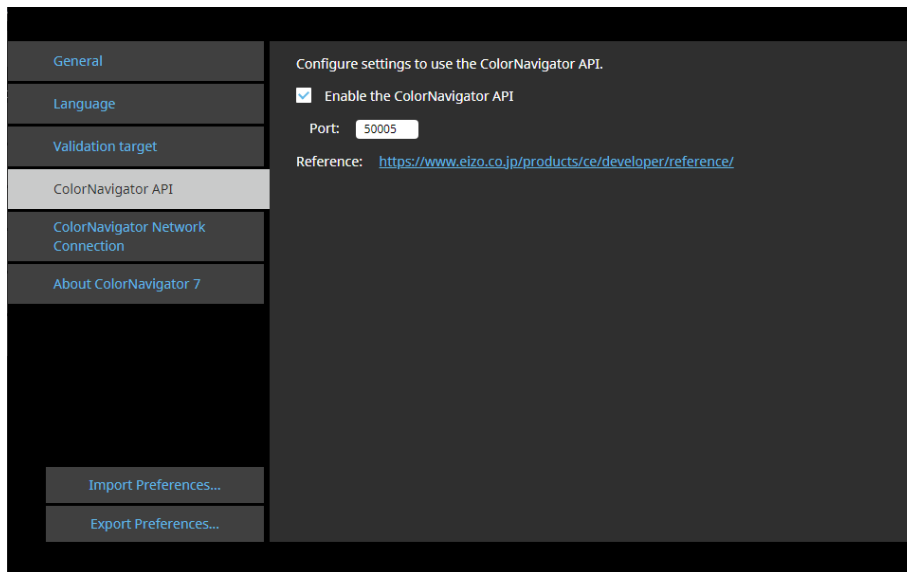 General
Language
Validation target
ColorNavigator API
ColorNavigator Network
Connection
About ColorNavigator 7
Import Preferences...
Export Preferences...
Configure settings to use the ColorNavigator API.
Enable the ColorNavigator API
Port: 50005
Reference: https://www.eizo.co.jp/products/ce/developer/reference/